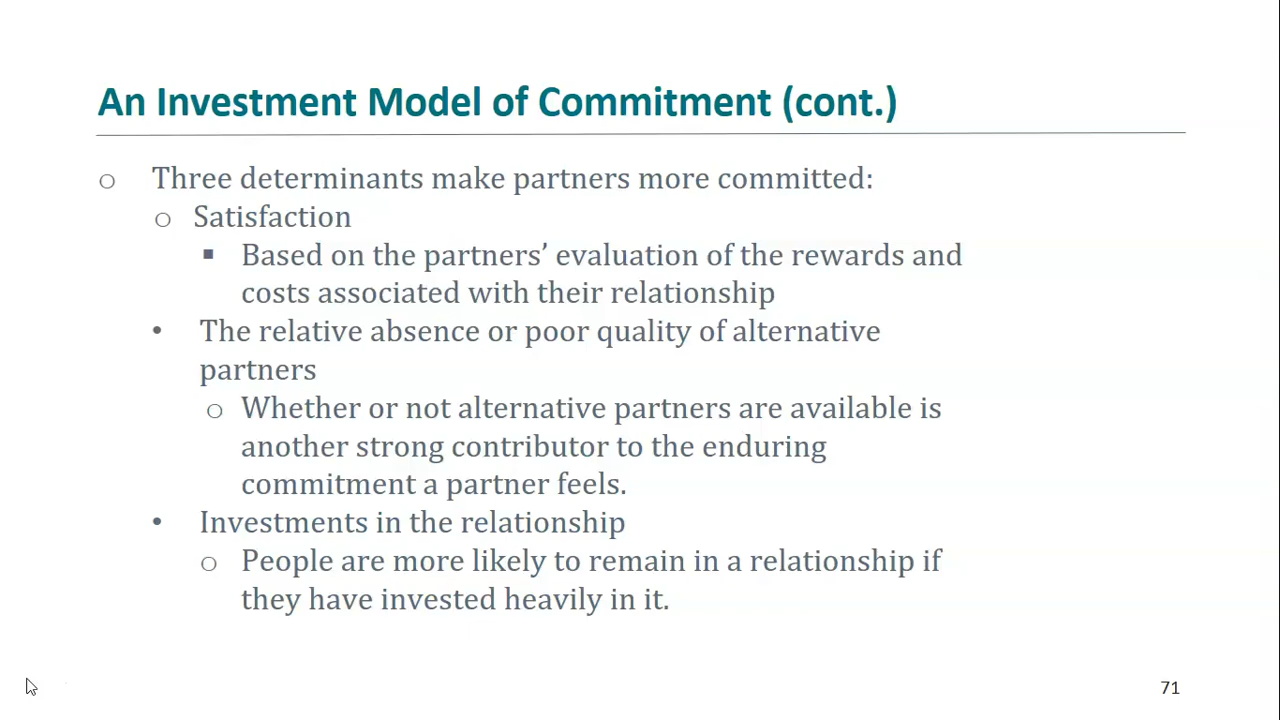 An Investment Model of Commitment (cont.)
○ Three determinants make partners more committed:
○ Satisfaction
▪ Based on the partners’ evaluation of the rewards and
costs associated with their relationship
• The relative absence or poor quality of alternative
partners
○ Whether or not alternative partners are available is
another strong contributor to the enduring
commitment a partner feels.
• Investments in the relationship
○ People are more likely to remain in a relationship if
they have invested heavily in it.
71